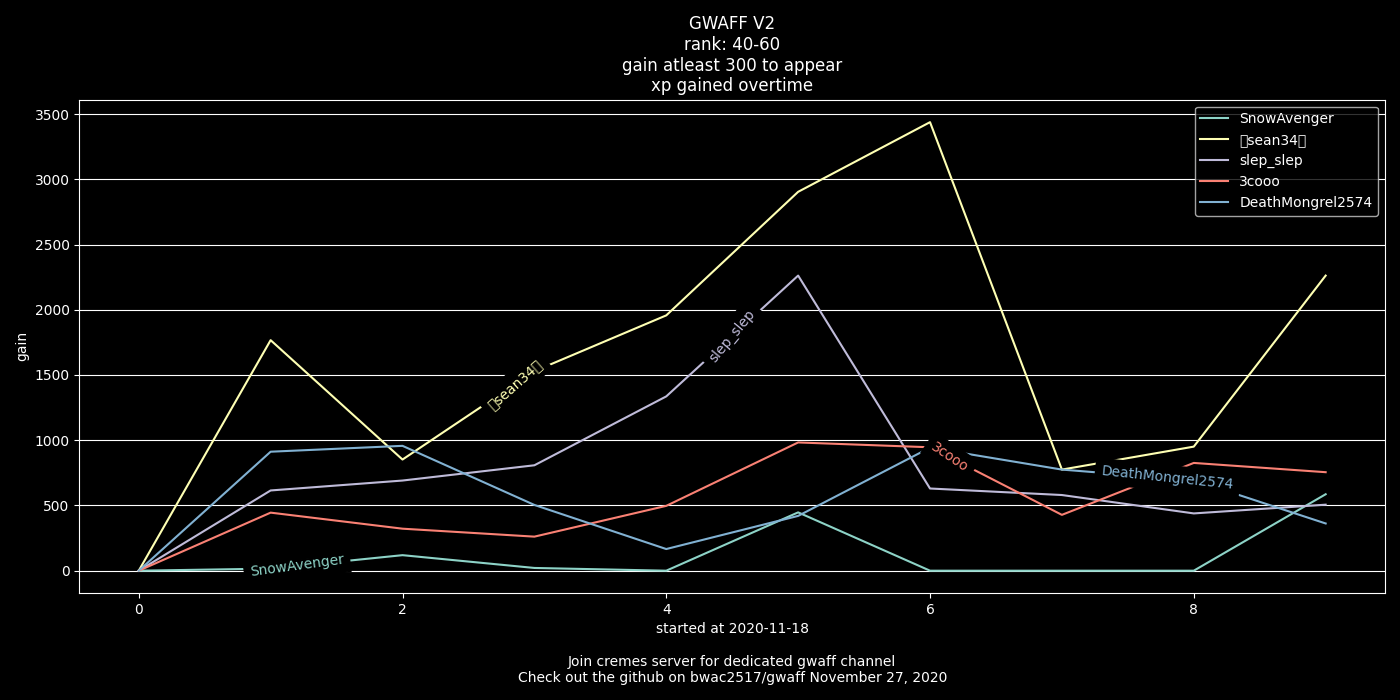 GWAFF V2
rank: 40-60
gain atleast 300 to appear
xp gained overtime
3500
3000
2500
2000
1500
1000
500
0
gain
SnowAvenger
sean34
slep_slep
3cooo
DeathMongrel2574
SnowAvenger
sean34
slep_slep
3cooo
DeathMongrel2574
0
2
4
6
8
started at 2020-11-18
Join cremes server for dedicated gwaff channel
Check out the github on bwac2517/gwaff November 27, 2020